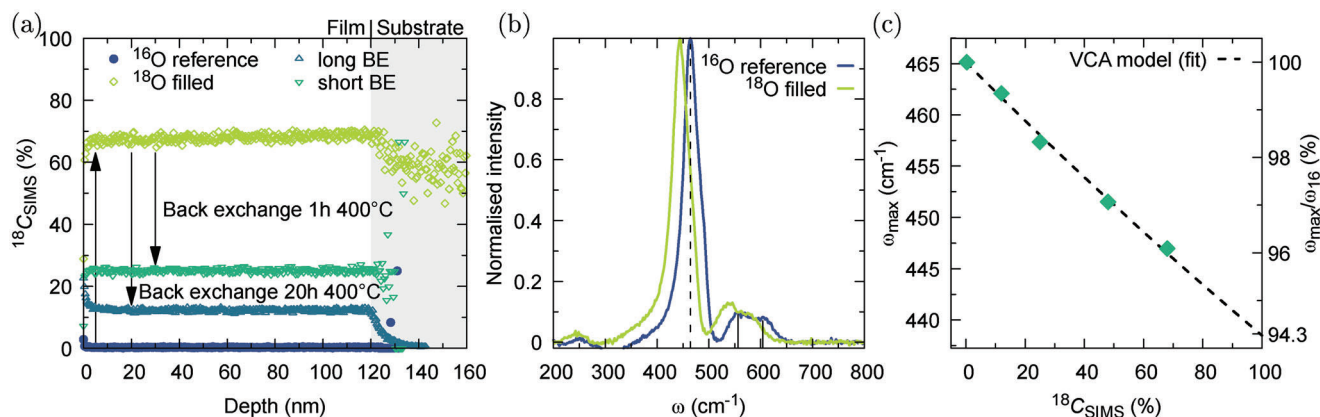 (a)
Film
Substrate
100
80
60
40
20
0
¹⁸C_SIMS (%)
¹⁶O reference
¹⁸O filled
long BE
short BE
Back exchange 1h 400°C
Back exchange 20h 400°C
0 20 40 60 80 100 120 140 160
Depth (nm)
(b)
1
0.8
0.6
0.4
0.2
0
Normalised intensity
¹⁶O reference
¹⁸O filled
200 300 400 500 600 700 800
ω (cm⁻¹)
(c)
465
460
455
450
445
440
ω_max (cm⁻¹)
VCA model (fit)
100
98
96
94.3
ω_max/ω_16 (%)
0 20 40 60 80 100
¹⁸C_SIMS (%)